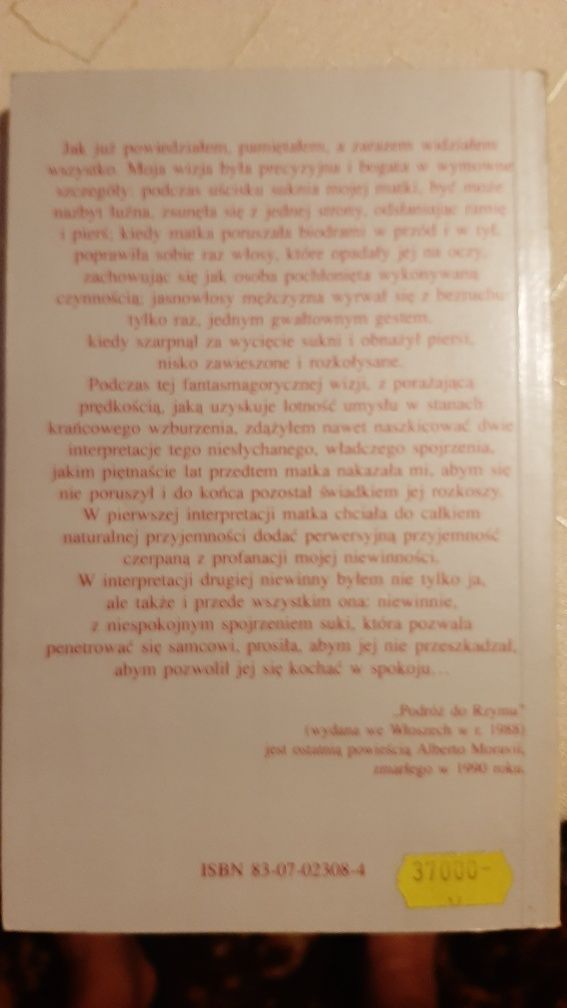 Jak już powiedziałem, pamiętałem, a zarazem widziałem
wszystko. Moja wizja była precyzyjna i bogata w wymowne
szczegóły: podczas uścisku suknia mojej matki, być może
nazbyt luźna, zsunęła się z jednej strony, odsłaniając ramię
i pierś; kiedy matka poruszała biodrami w przód i w tył,
poprawiła sobie raz włosy, które opadały jej na oczy,
zachowując się jak osoba pochłonięta wykonywaną
czynnością; jasnowłosy mężczyzna wyrwał się z bezruchu
tylko raz, jednym gwałtownym gestem,
kiedy szarpnął za wycięcie sukni i obnażył piersi,
nisko zawieszone i rozkołysane.
Podczas tej fantasmagorycznej wizji, z porażającą
prędkością, jaką uzyskuje lotność umysłu w stanach
krańcowego wzburzenia, zdążyłem nawet naszkicować dwie
interpretacje tego niesłychanego, władczego spojrzenia,
jakim piętnaście lat przedtem matka nakazała mi, abym się
nie poruszył i do końca pozostał świadkiem jej rozkoszy.
W pierwszej interpretacji matka chciała do całkiem
naturalnej przyjemności dodać perwersyjną przyjemność
czerpaną z profanacji mojej niewinności.
W interpretacji drugiej niewinny byłem nie tylko ja,
ale także i przede wszystkim ona: niewinnie,
z niespokojnym spojrzeniem suki, która pozwala
penetrować się samcowi, prosiła, abym jej nie przeszkadzał,
abym pozwolił jej się kochać w spokoju...
„Podróż do Rzymu"
(wydana we Włoszech w r. 1988)
jest ostatnią powieścią Alberto Moravii,
zmarłego w 1990 roku.
ISBN 83-07-02308-4
37000-